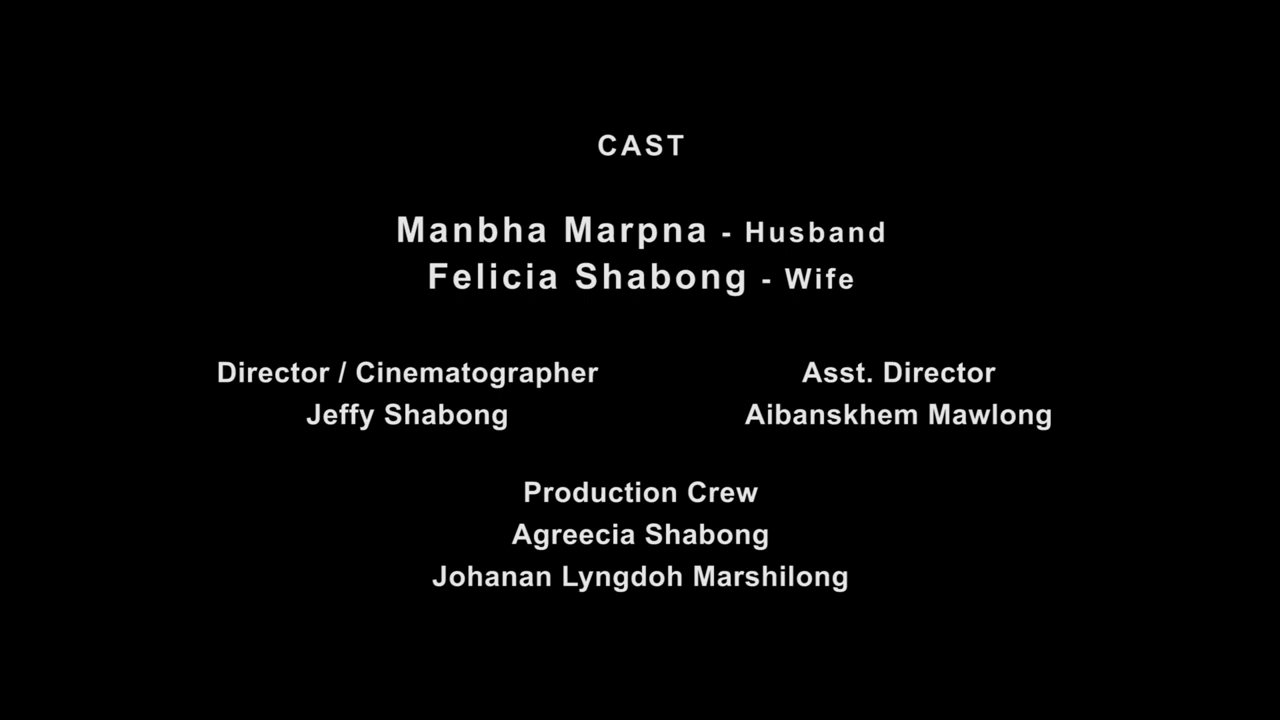 CAST
Manbha Marpna - Husband
Felicia Shabong - Wife
Director / Cinematographer
Jeffy Shabong
Asst. Director
Aibanskhem Mawlong
Production Crew
Agreecia Shabong
Johanan Lyngdoh Marshilong